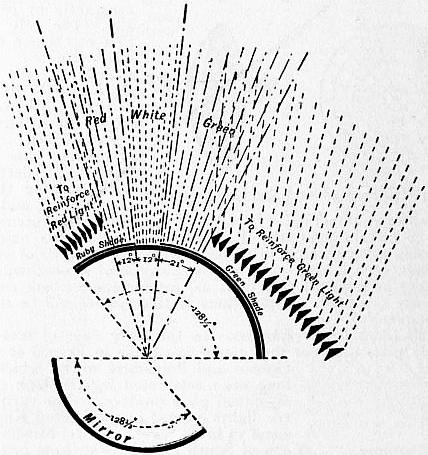 Red
White
Green
To
Reinforce
Red Light
Ruby Shade
To Reinforce Green Light
Green Shade
12° 12° 21°
128½°
128½°
Mirror